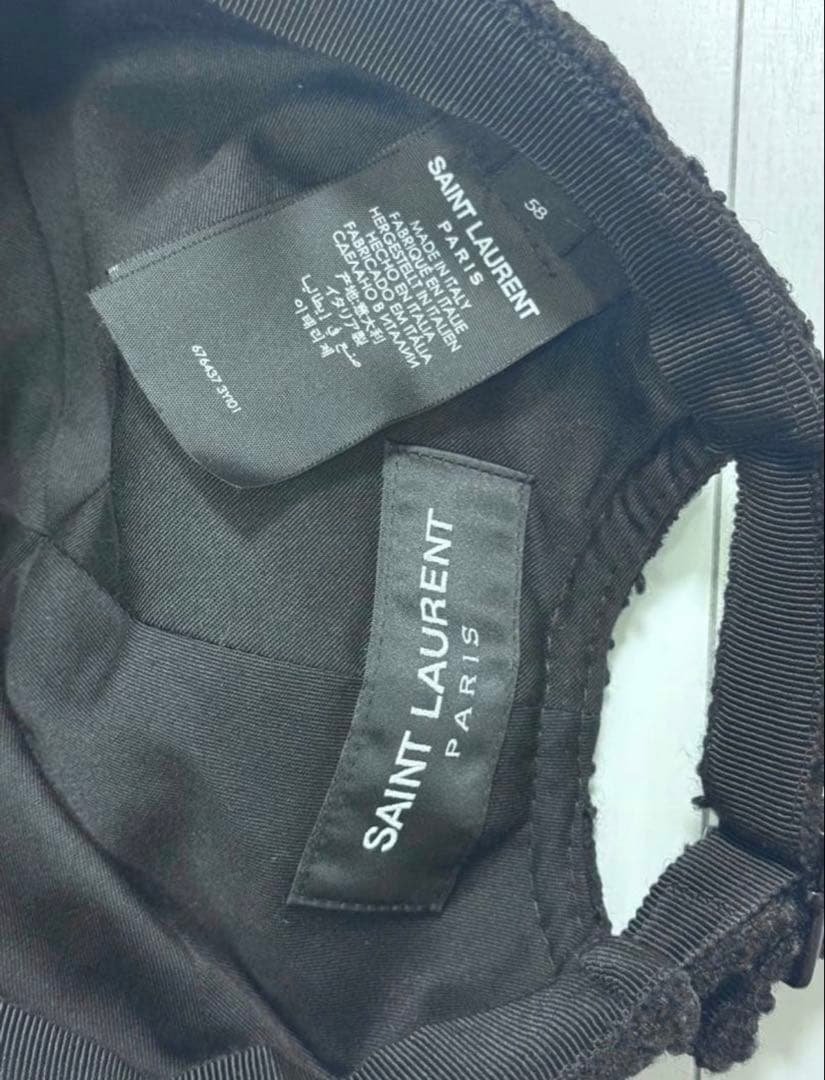 SAINT LAURENT
PARIS
58
MADE IN ITALY
FABRIQUÉ EN ITALIE
HERGESTELLT IN ITALIEN
HECHO EN ITALIA
FABRICADO EM ITÁLIA
СДЕЛАНО В ИТАЛИИ
产地:意大利
イタリア製
صنع في إيطاليا
이태리제
676437 3YI01
SAINT LAURENT
PARIS